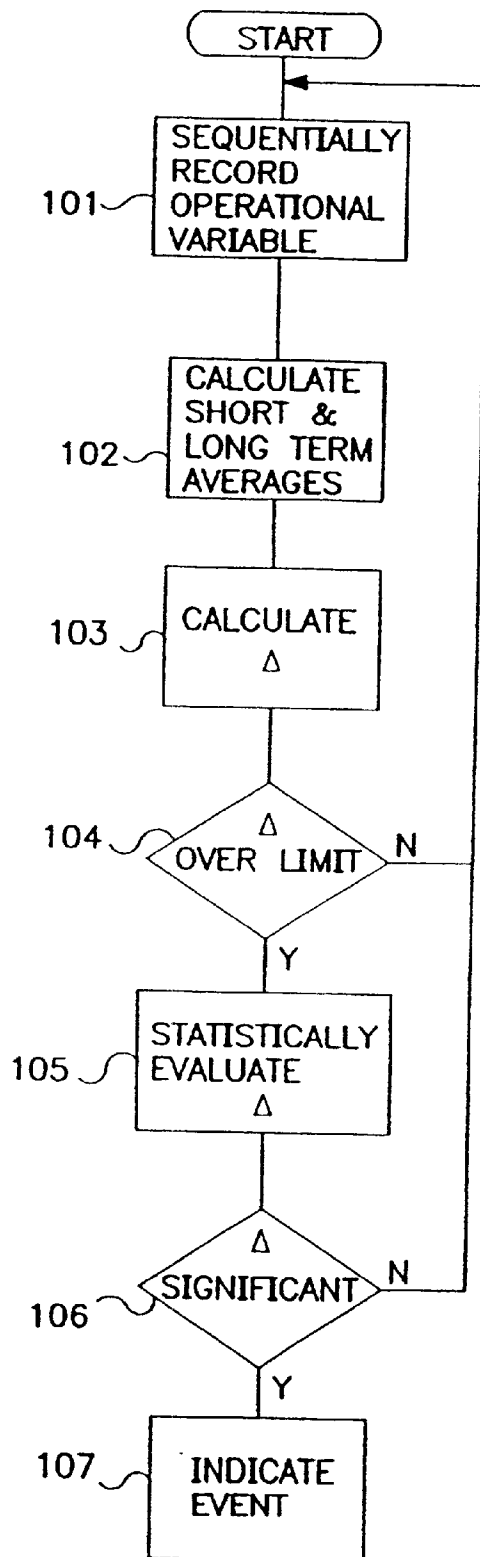 START
SEQUENTIALLY
RECORD
OPERATIONAL
VARIABLE
101
CALCULATE
SHORT &
LONG TERM
AVERAGES
102
CALCULATE
Δ
103
Δ
OVER LIMIT
104
N
Y
STATISTICALLY
EVALUATE
Δ
105
Δ
SIGNIFICANT
106
N
Y
INDICATE
EVENT
107